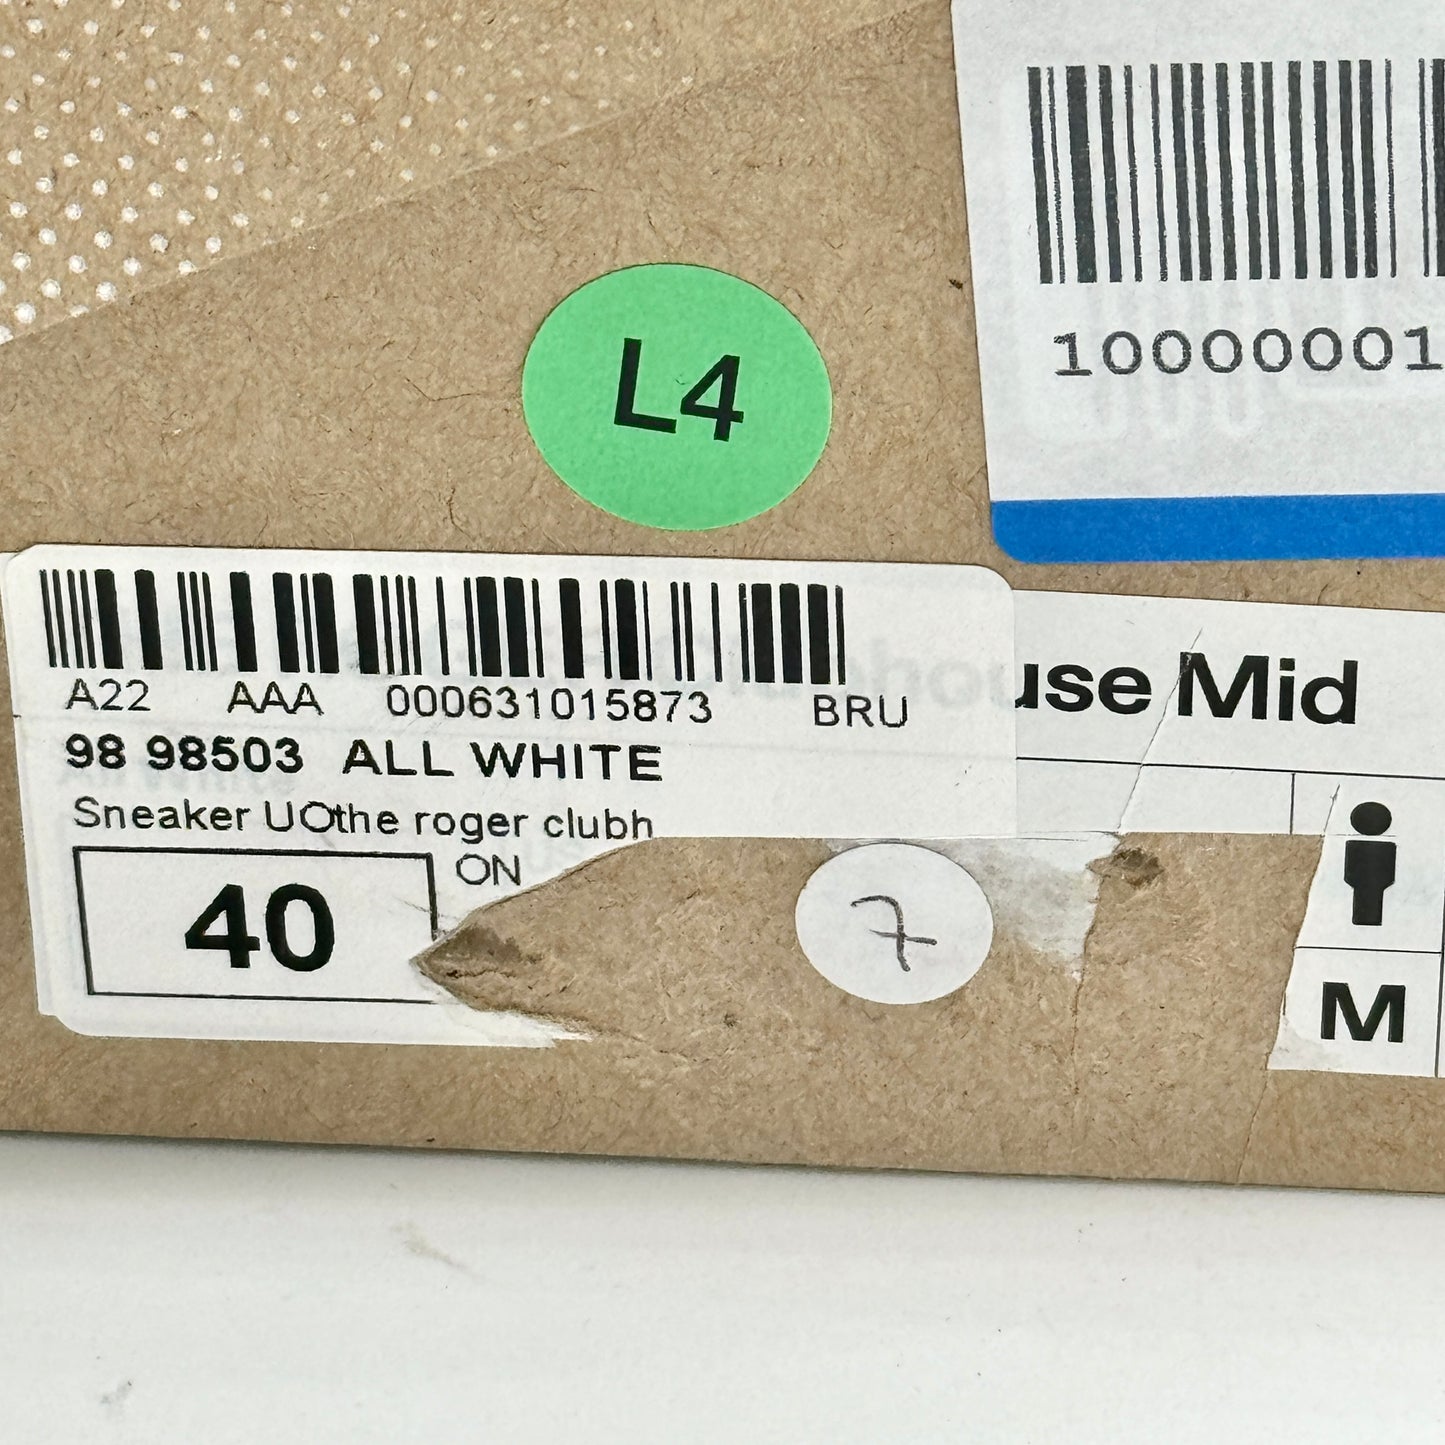 10000001
L4
A22 AAA 000631015873 BRU
98 98503 ALL WHITE
Sneaker UOthe roger clubh
ON
40
use Mid
7
M